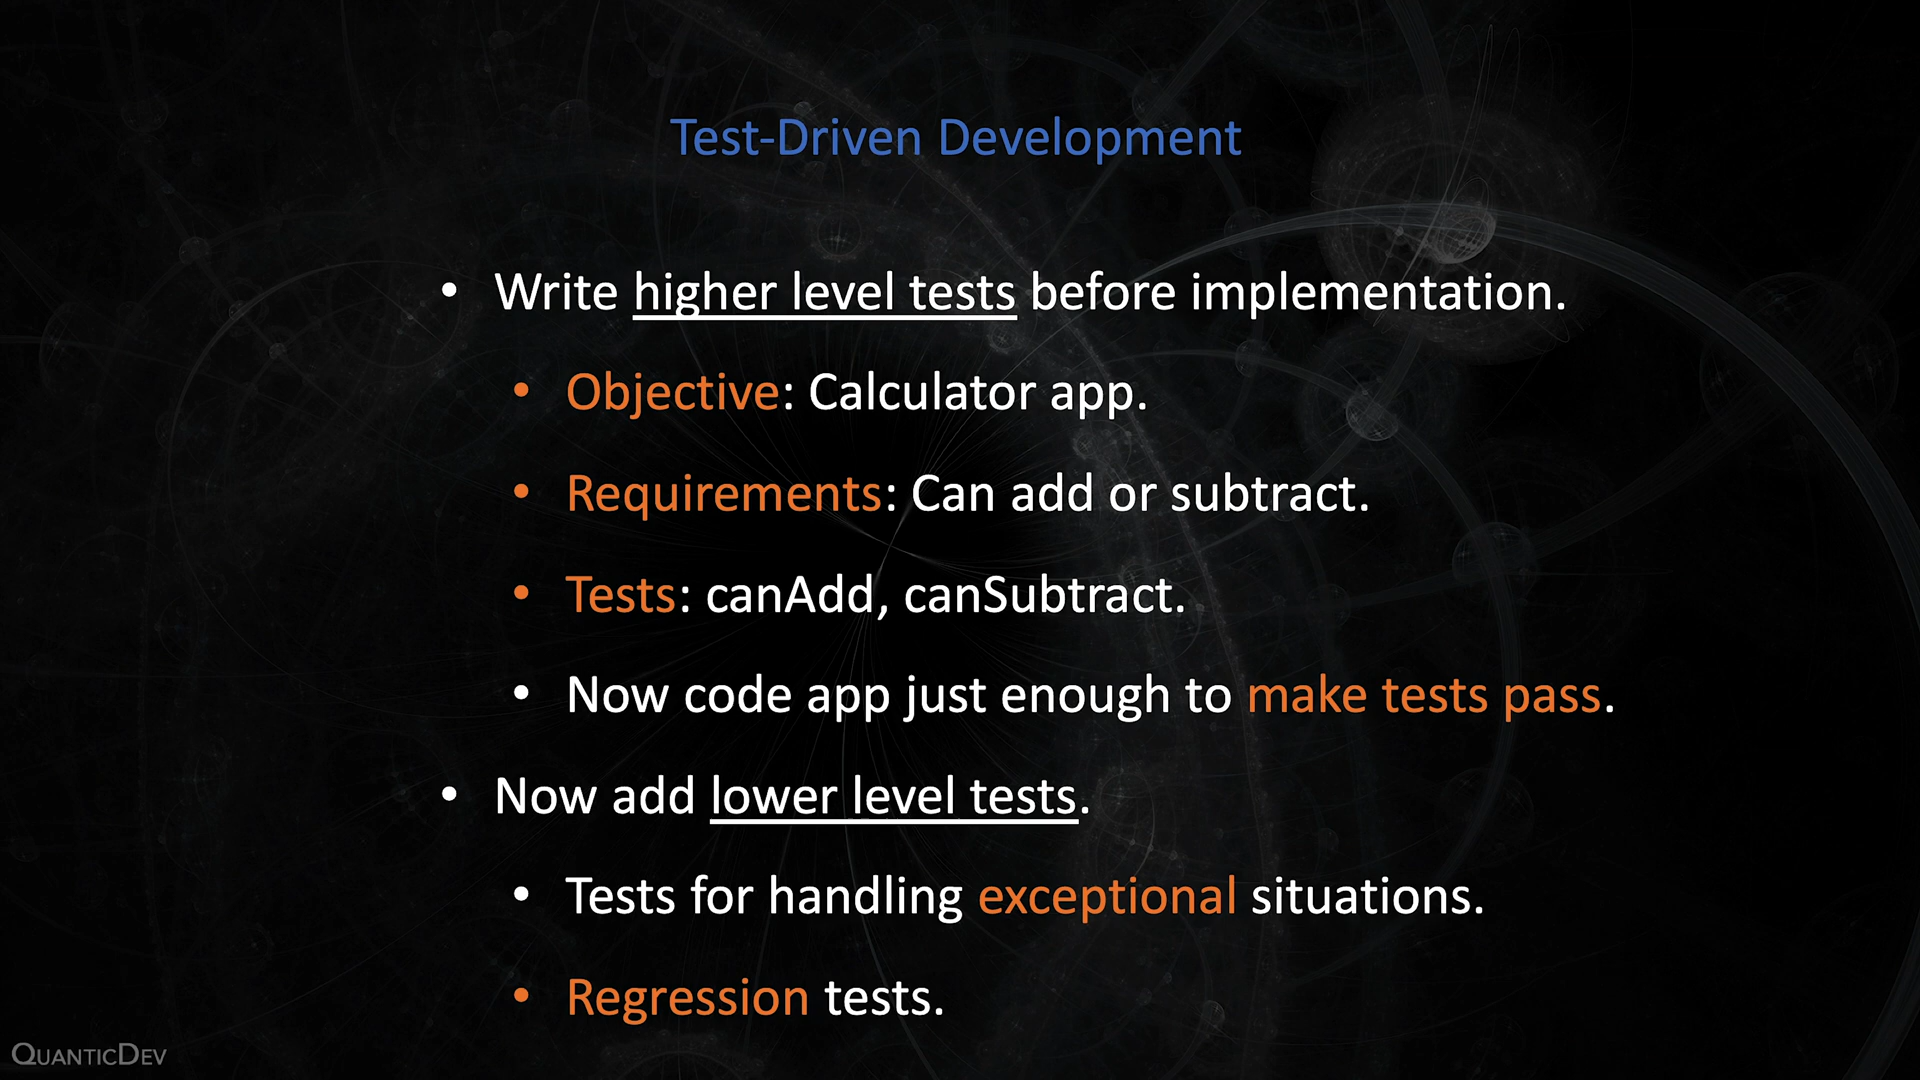 Test-Driven Development
• Write higher level tests before implementation.
• Objective: Calculator app.
• Requirements: Can add or subtract.
• Tests: canAdd, canSubtract.
• Now code app just enough to make tests pass.
• Now add lower level tests.
• Tests for handling exceptional situations.
• Regression tests.
QUANTICDEV